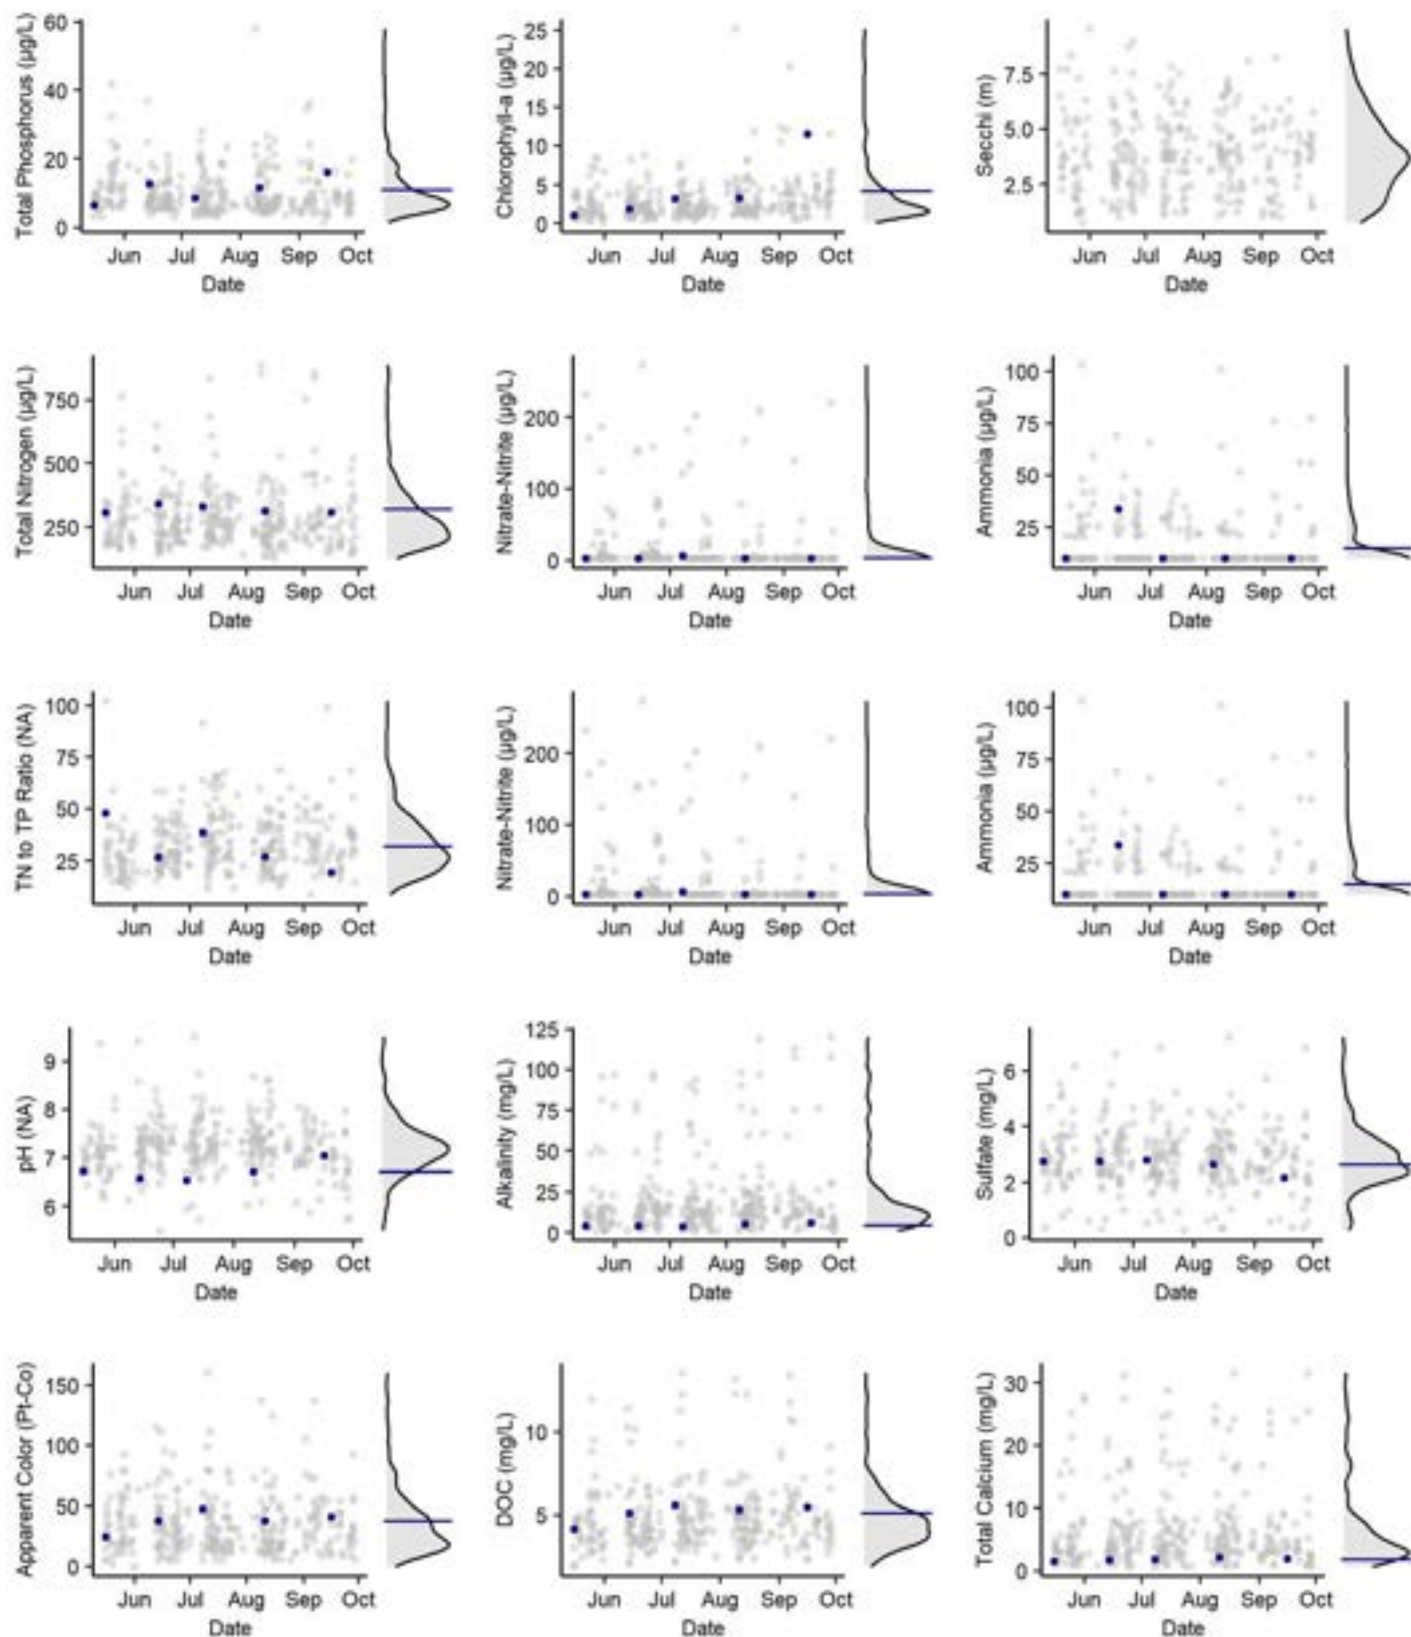 Total Phosphorus (µg/L)
60
40
20
0
Jun Jul Aug Sep Oct
Date
Chlorophyll-a (µg/L)
25
20
15
10
5
0
Jun Jul Aug Sep Oct
Date
Secchi (m)
7.5
5.0
2.5
Jun Jul Aug Sep Oct
Date
Total Nitrogen (µg/L)
750
500
250
Jun Jul Aug Sep Oct
Date
Nitrate-Nitrite (µg/L)
200
100
0
Jun Jul Aug Sep Oct
Date
Ammonia (µg/L)
100
75
50
25
Jun Jul Aug Sep Oct
Date
TN to TP Ratio (NA)
100
75
50
25
Jun Jul Aug Sep Oct
Date
Nitrate-Nitrite (µg/L)
200
100
0
Jun Jul Aug Sep Oct
Date
Ammonia (µg/L)
100
75
50
25
Jun Jul Aug Sep Oct
Date
pH (NA)
9
8
7
6
Jun Jul Aug Sep Oct
Date
Alkalinity (mg/L)
125
100
75
50
25
0
Jun Jul Aug Sep Oct
Date
Sulfate (mg/L)
6
4
2
0
Jun Jul Aug Sep Oct
Date
Apparent Color (Pt-Co)
150
100
50
0
Jun Jul Aug Sep Oct
Date
DOC (mg/L)
10
5
Jun Jul Aug Sep Oct
Date
Total Calcium (mg/L)
30
20
10
0
Jun Jul Aug Sep Oct
Date